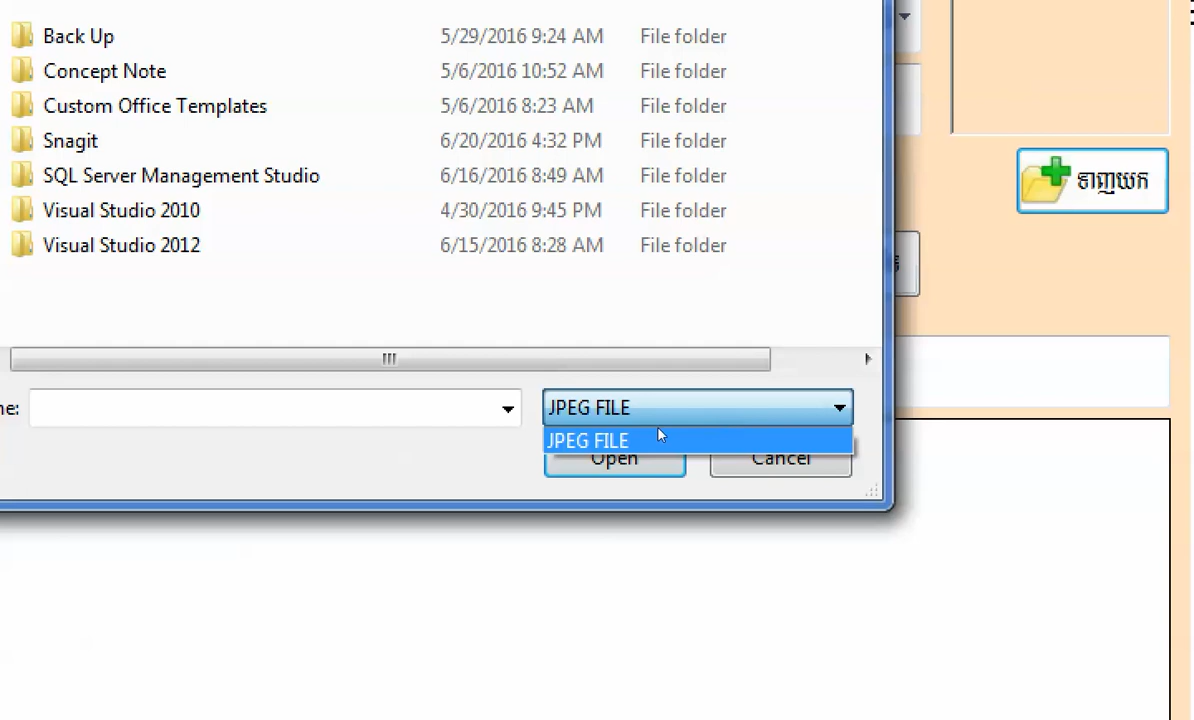 Back Up 5/29/2016 9:24 AM File folder
Concept Note 5/6/2016 10:52 AM File folder
Custom Office Templates 5/6/2016 8:23 AM File folder
Snagit 6/20/2016 4:32 PM File folder
ទាញយក
SQL Server Management Studio 6/16/2016 8:49 AM File folder
Visual Studio 2010 4/30/2016 9:45 PM File folder
Visual Studio 2012 6/15/2016 8:28 AM File folder
me: JPEG FILE
JPEG FILE
Open Cancel